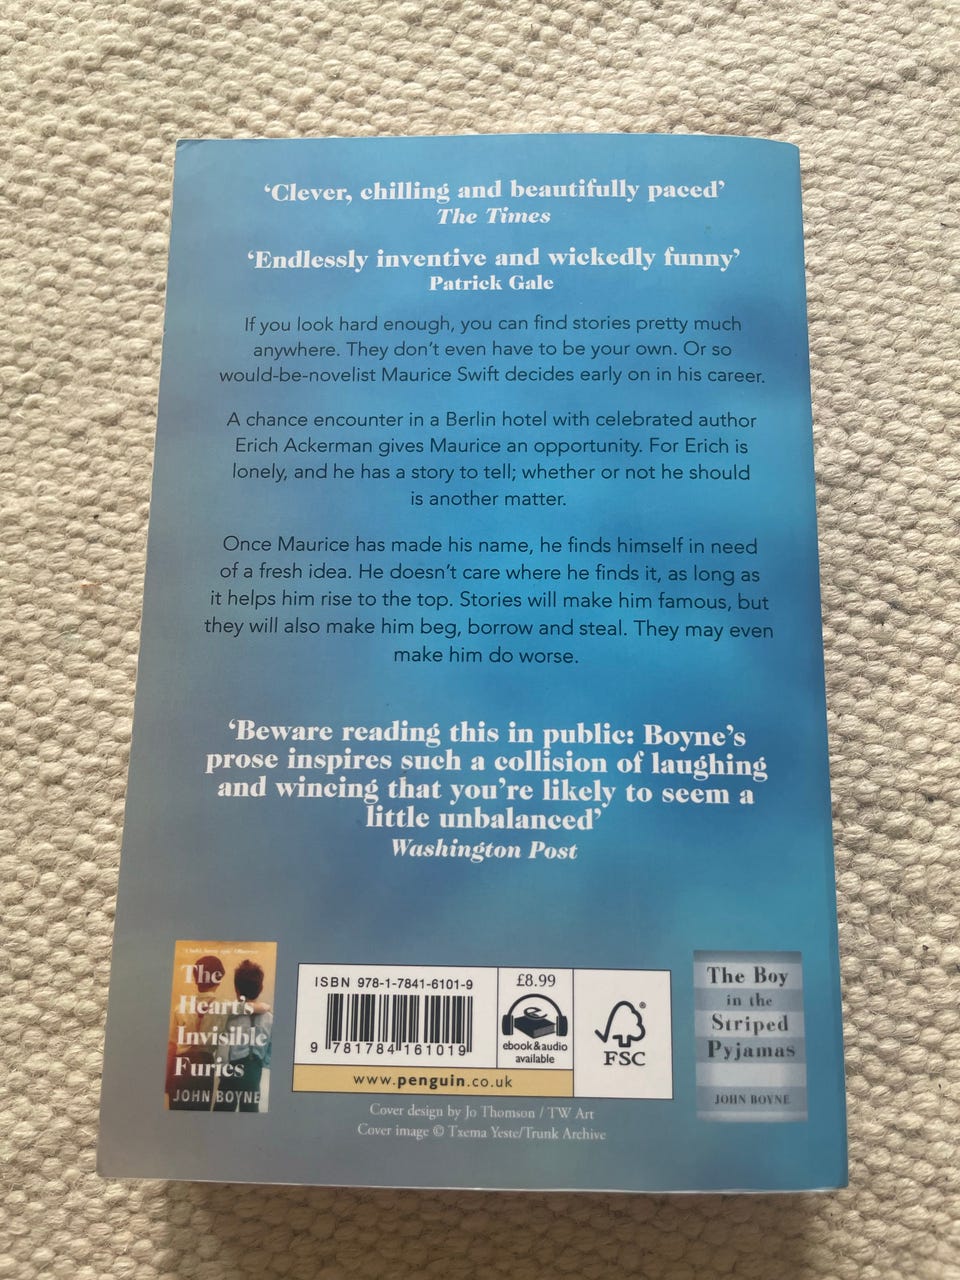 ‘Clever, chilling and beautifully paced’
The Times
‘Endlessly inventive and wickedly funny’
Patrick Gale
If you look hard enough, you can find stories pretty much
anywhere. They don’t even have to be your own. Or so
would-be-novelist Maurice Swift decides early on in his career.
A chance encounter in a Berlin hotel with celebrated author
Erich Ackerman gives Maurice an opportunity. For Erich is
lonely, and he has a story to tell; whether or not he should
is another matter.
Once Maurice has made his name, he finds himself in need
of a fresh idea. He doesn’t care where he finds it, as long as
it helps him rise to the top. Stories will make him famous, but
they will also make him beg, borrow and steal. They may even
make him do worse.
‘Beware reading this in public: Boyne’s
prose inspires such a collision of laughing
and wincing that you’re likely to seem a
little unbalanced’
Washington Post
The
Heart’s
Invisible
Furies
JOHN BOYNE
ISBN 978-1-7841-6101-9
9 781784 161019
£8.99
ebook & audio
available
FSC
®
www.penguin.co.uk
The Boy
in the
Striped
Pyjamas
JOHN BOYNE
Cover design by Jo Thomson / TW Art
Cover image © Txema Yeste/Trunk Archive